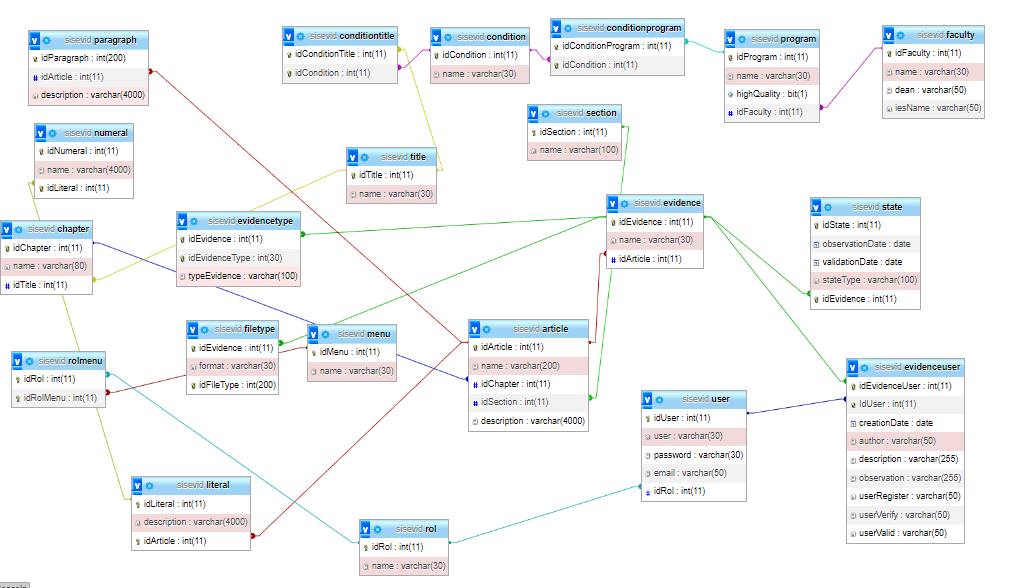 sisevid paragraph
idParagraph : int(200)
idArticle : int(11)
description : varchar(4000)
sisevid conditiontitle
idConditionTitle : int(11)
idCondition : int(11)
sisevid condition
idCondition : int(11)
name : varchar(30)
sisevid conditionprogram
idConditionProgram : int(11)
idCondition : int(11)
sisevid program
idProgram : int(11)
name : varchar(30)
highQuality : bit(1)
idFaculty : int(11)
sisevid faculty
idFaculty : int(11)
name : varchar(30)
dean : varchar(50)
iesName : varchar(50)
sisevid numeral
idNumeral : int(11)
name : varchar(4000)
idLiteral : int(11)
sisevid section
idSection : int(11)
name : varchar(100)
sisevid title
idTitle : int(11)
name : varchar(30)
sisevid chapter
idChapter : int(11)
name : varchar(80)
idTitle : int(11)
sisevid evidencetype
idEvidence : int(11)
idEvidenceType : int(30)
typeEvidence : varchar(100)
sisevid evidence
idEvidence : int(11)
name : varchar(30)
idArticle : int(11)
sisevid state
idState : int(11)
observationDate : date
validationDate : date
stateType : varchar(100)
idEvidence : int(11)
sisevid filetype
idEvidence : int(11)
format : varchar(30)
idFileType : int(200)
sisevid menu
idMenu : int(11)
name : varchar(30)
sisevid article
idArticle : int(11)
name : varchar(200)
idChapter : int(11)
idSection : int(11)
description : varchar(4000)
sisevid rolmenu
idRol : int(11)
idRolMenu : int(11)
sisevid user
idUser : int(11)
user : varchar(30)
password : varchar(30)
email : varchar(50)
idRol : int(11)
sisevid evidenceuser
idEvidenceUser : int(11)
IdUser : int(11)
creationDate : date
author : varchar(50)
description : varchar(255)
observation : varchar(255)
userRegister : varchar(50)
userVerify : varchar(50)
userValid : varchar(50)
sisevid literal
idLiteral : int(11)
description : varchar(4000)
idArticle : int(11)
sisevid rol
idRol : int(11)
name : varchar(30)